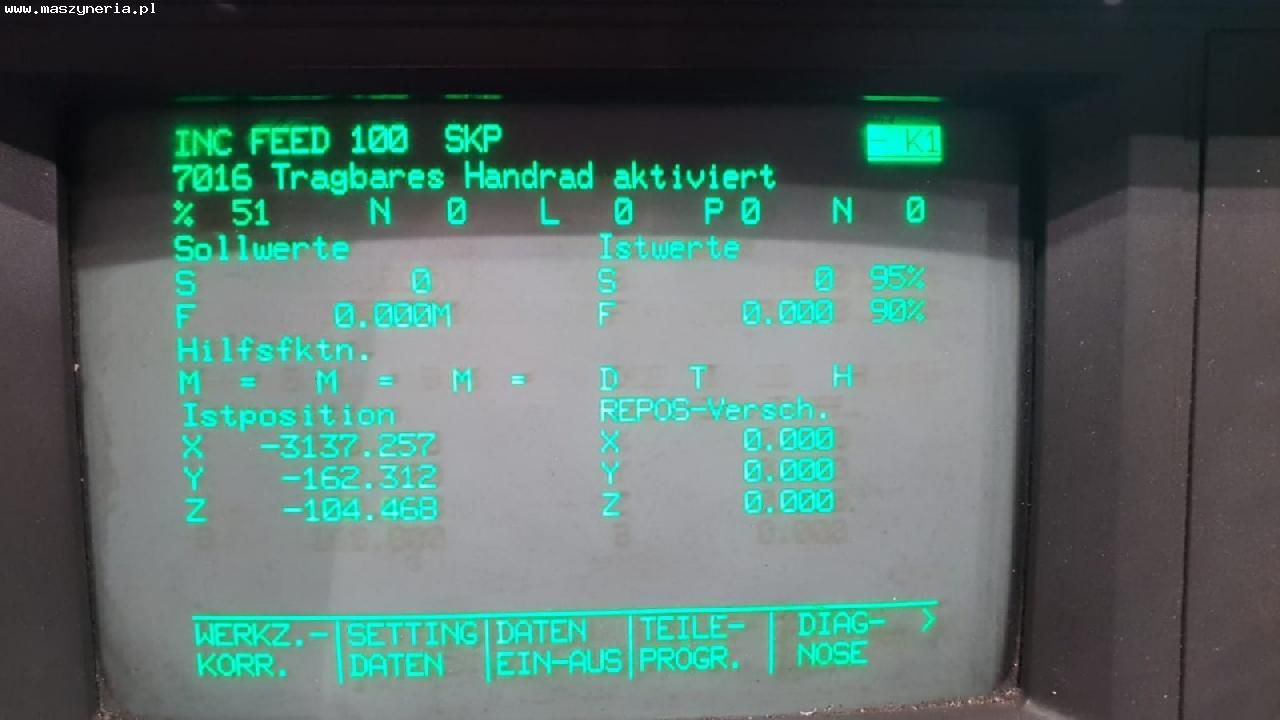 www.maszyneria.pl
INC FEED 100 SKP - K1
7016 Tragbares Handrad aktiviert
% 51 N 0 L 0 P 0 N 0
Sollwerte Istwerte
S 0 S 0 95%
F 0.000M F 0.000 90%
Hilfsfktn.
M = M = M = D T H
Istposition REPOS-Versch.
X -3137.257 X 0.000
Y -162.312 Y 0.000
Z -104.468 Z 0.000
WERKZ.- SETTING DATEN TEILE- DIAG- >
KORR. DATEN EIN-AUS PROGR. NOSE